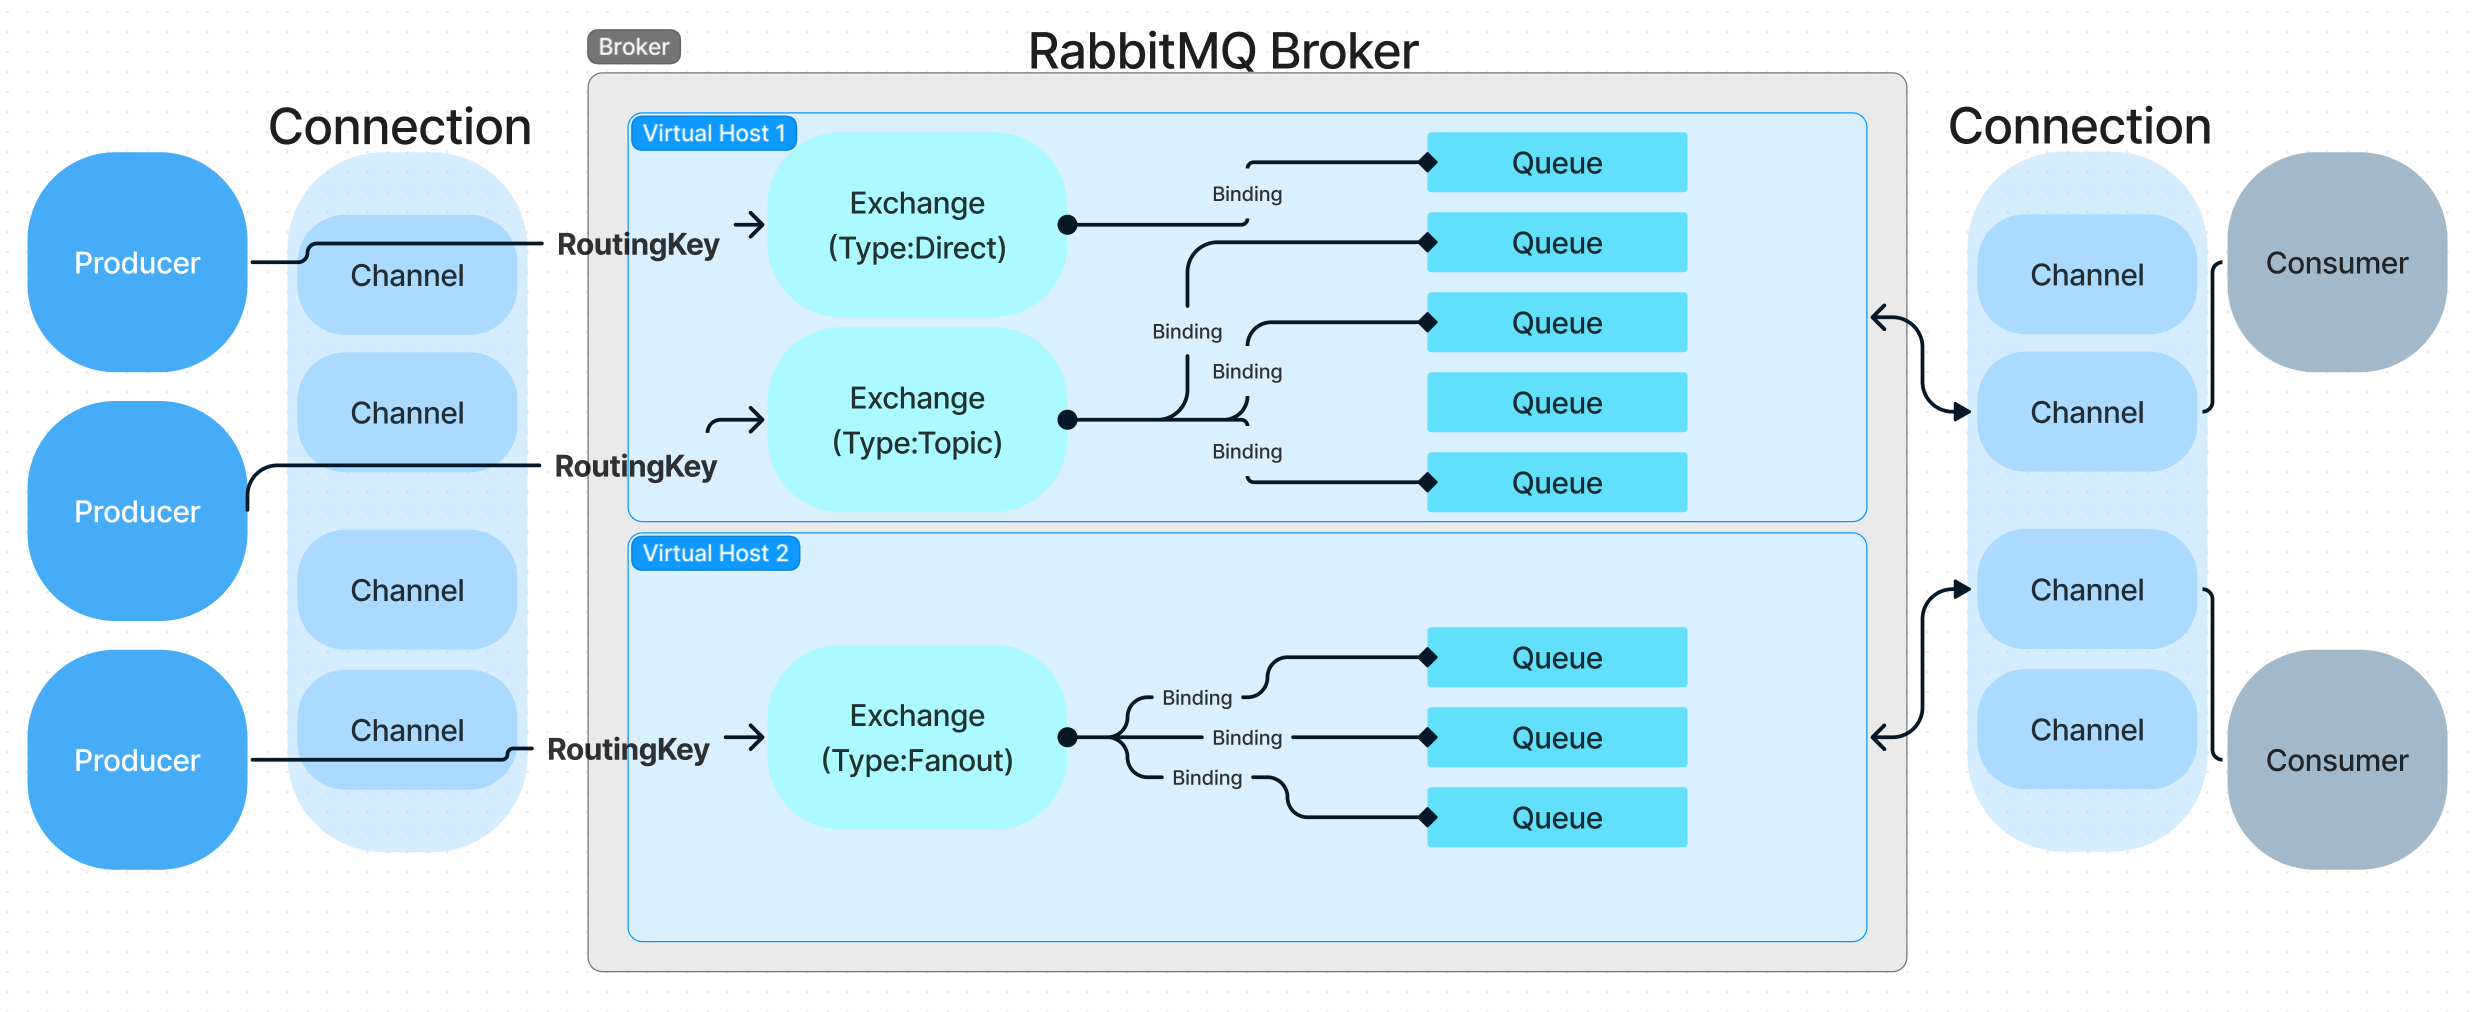 Broker
RabbitMQ Broker
Connection
Connection
Producer
Producer
Producer
Channel
Channel
Channel
Channel
RoutingKey
RoutingKey
RoutingKey
Virtual Host 1
Exchange
(Type:Direct)
Exchange
(Type:Topic)
Binding
Binding
Binding
Binding
Queue
Queue
Queue
Queue
Queue
Virtual Host 2
Exchange
(Type:Fanout)
Binding
Binding
Binding
Queue
Queue
Queue
Channel
Channel
Channel
Channel
Consumer
Consumer